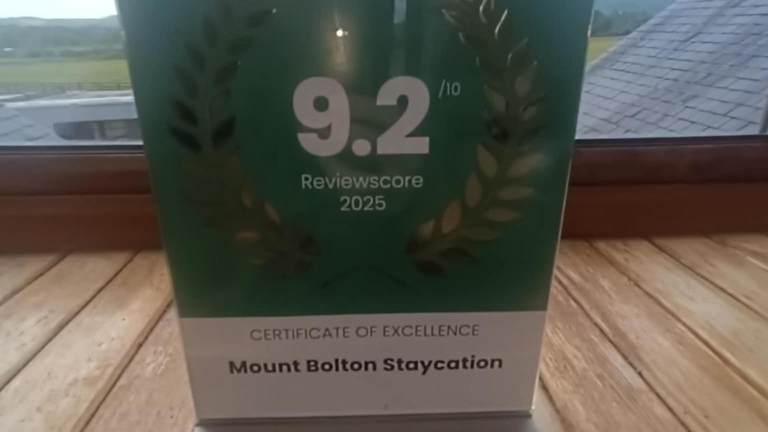 9.2 /10
Reviewscore
2025
CERTIFICATE OF EXCELLENCE
Mount Bolton Staycation